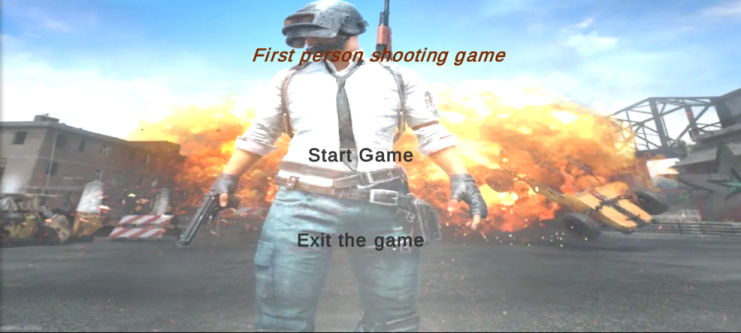 First person shooting game
Start Game
Exit the game